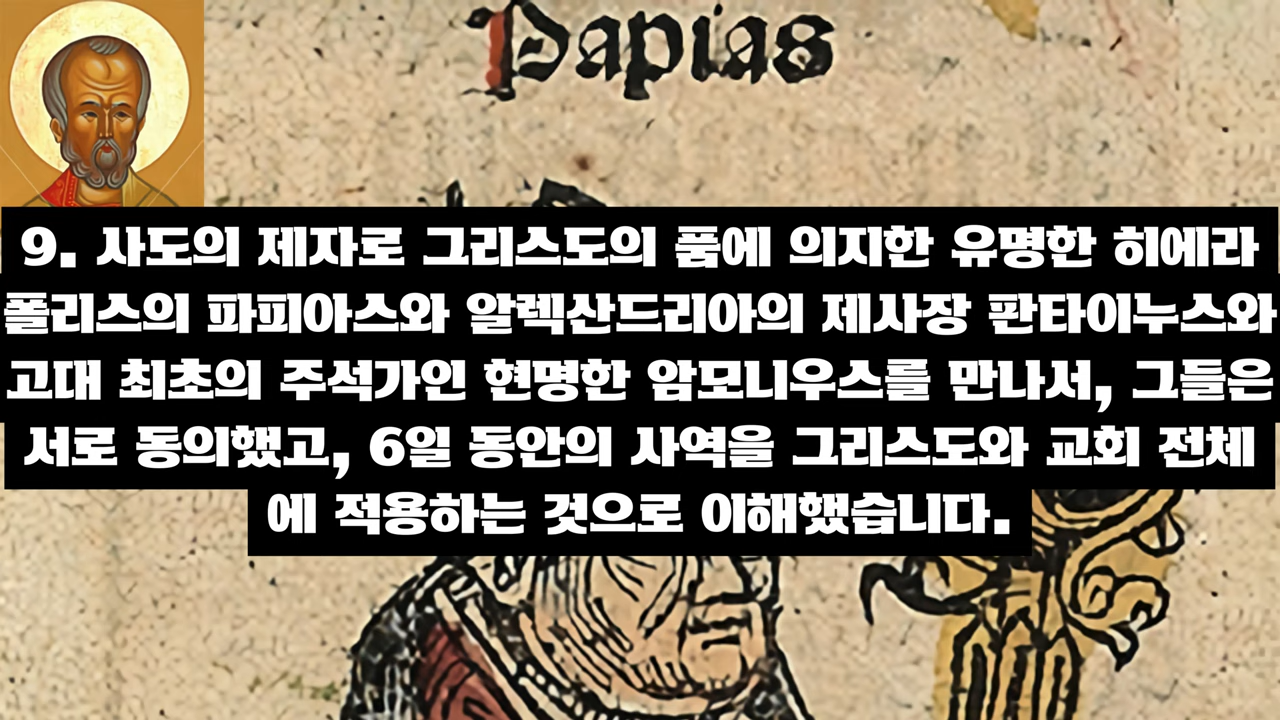 Papias
9. 사도의 제자로 그리스도의 품에 의지한 유명한 히에라
폴리스의 파피아스와 알렉산드리아의 제사장 판타이누스와
고대 최초의 주석가인 현명한 암모니우스를 만나서, 그들은
서로 동의했고, 6일 동안의 사역을 그리스도와 교회 전체
에 적용하는 것으로 이해했습니다.